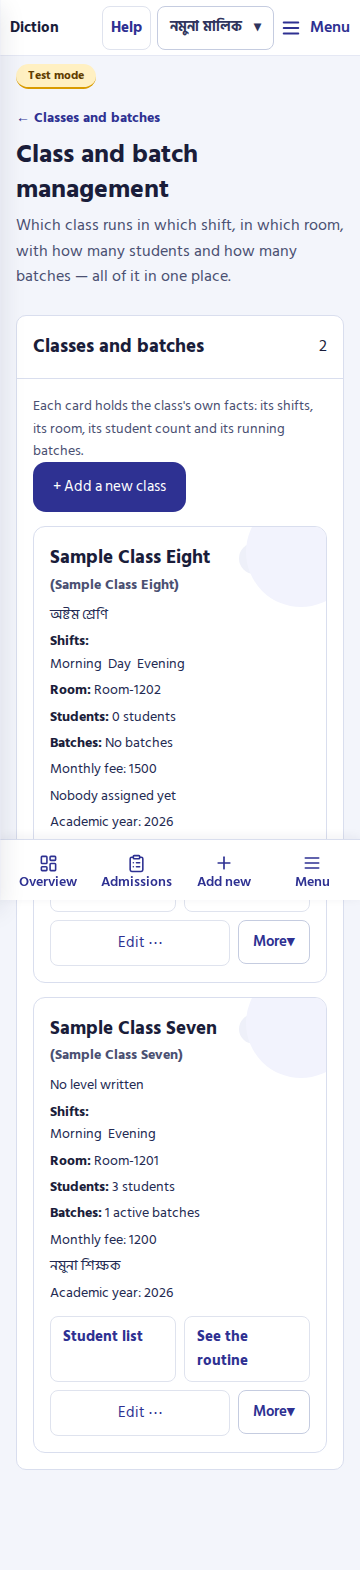 Diction
Help
নমুনা মালিক ▼
Menu
Test mode
← Classes and batches
Class and batch
management
Which class runs in which shift, in which room,
with how many students and how many
batches — all of it in one place.
Classes and batches 2
Each card holds the class's own facts: its shifts,
its room, its student count and its running
batches.
+ Add a new class
Sample Class Eight
(Sample Class Eight)
অষ্টম শ্রেণি
Shifts:
Morning Day Evening
Room: Room-1202
Students: 0 students
Batches: No batches
Monthly fee: 1500
Nobody assigned yet
Academic year: 2026
Overview
Admissions
Add new
Menu
Edit ⋯
More▾
Sample Class Seven
(Sample Class Seven)
No level written
Shifts:
Morning Evening
Room: Room-1201
Students: 3 students
Batches: 1 active batches
Monthly fee: 1200
নমুনা শিক্ষক
Academic year: 2026
Student list
See the
routine
Edit ⋯
More▾